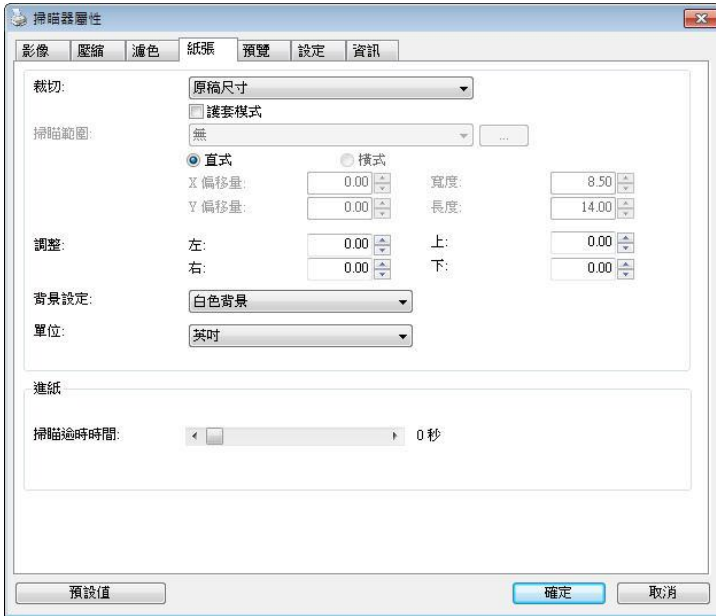 掃瞄器屬性
影像 壓縮 濾色 紙張 預覽 設定 資訊
裁切: 原稿尺寸
護套模式
掃瞄範圍: 無 ...
直式 橫式
X 偏移量: 0.00 寬度: 8.50
Y 偏移量: 0.00 長度: 14.00
調整: 左: 0.00 上: 0.00
右: 0.00 下: 0.00
背景設定: 白色背景
單位: 英吋
進紙
掃瞄逾時時間: 0 秒
預設值 確定 取消